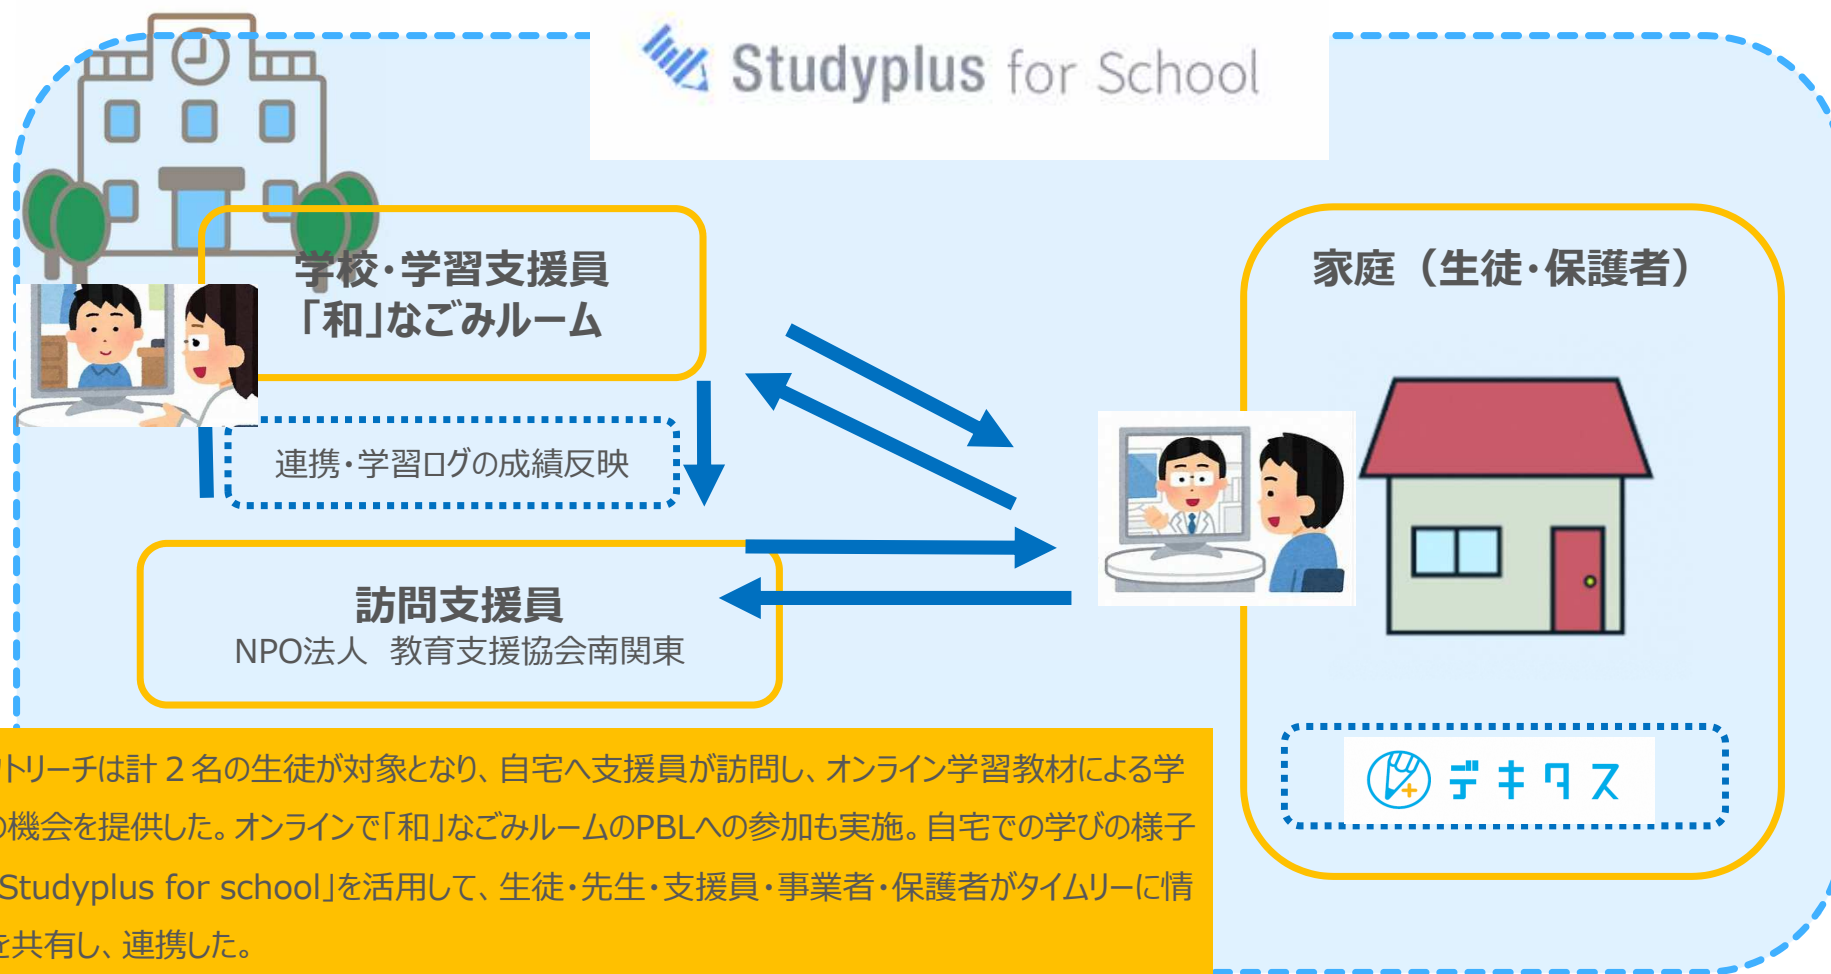 Studyplus for School
学校・学習支援員
「和」なごみルーム
家庭（生徒・保護者）
連携・学習ログの成績反映
訪問支援員
NPO法人　教育支援協会南関東
デキタス
トリーチは計２名の生徒が対象となり、自宅へ支援員が訪問し、オンライン学習教材による学
の機会を提供した。オンラインで「和」なごみルームのPBLへの参加も実施。自宅での学びの様子
Studyplus for school」を活用して、生徒・先生・支援員・事業者・保護者がタイムリーに情
を共有し、連携した。